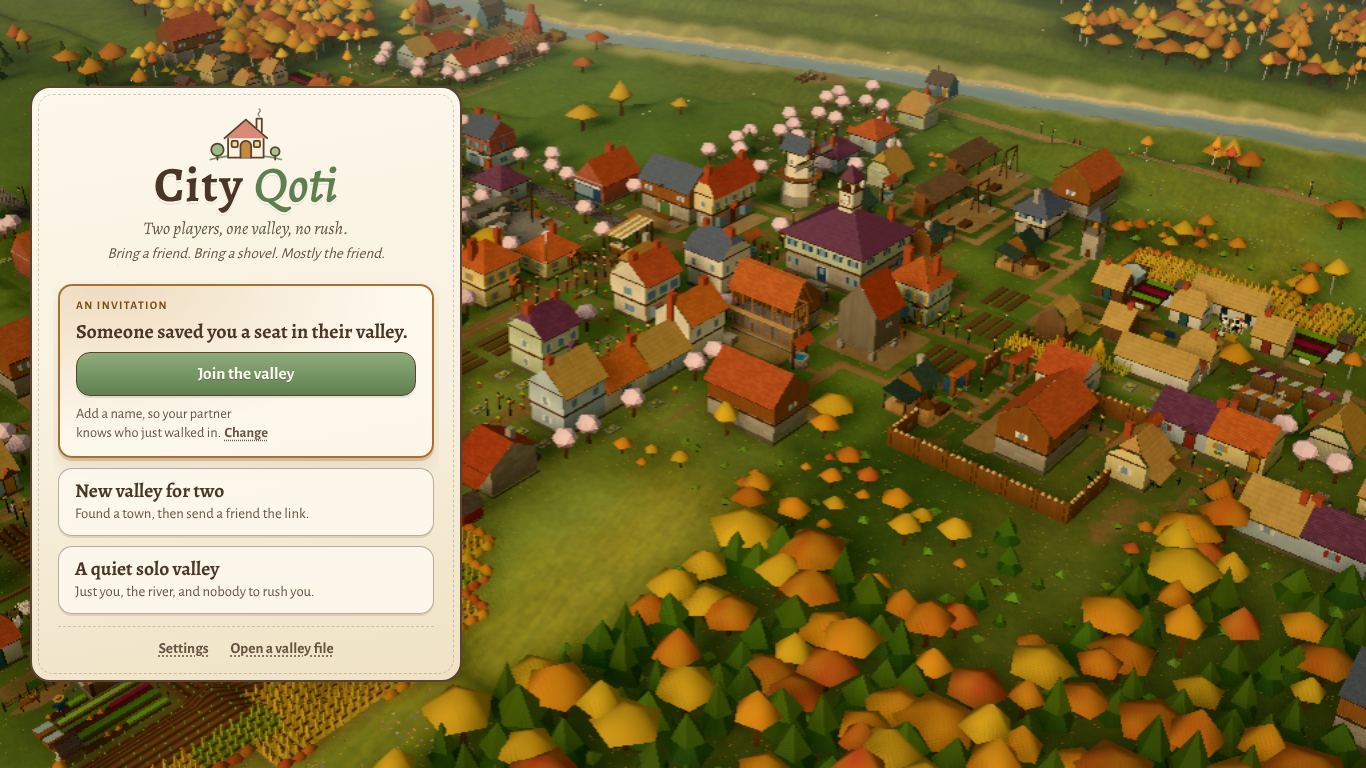 City Qoti
Two players, one valley, no rush.
Bring a friend. Bring a shovel. Mostly the friend.
AN INVITATION
Someone saved you a seat in their valley.
Join the valley
Add a name, so your partner
knows who just walked in. Change
New valley for two
Found a town, then send a friend the link.
A quiet solo valley
Just you, the river, and nobody to rush you.
Settings Open a valley file